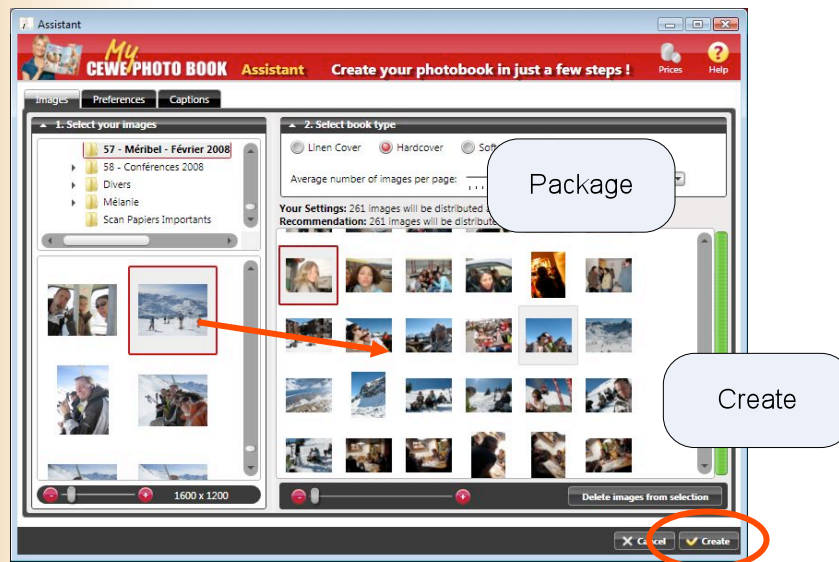 Assistant
My
CEWE PHOTO BOOK Assistant Create your photobook in just a few steps !
Prices
Help
Images Preferences Captions
1. Select your images
2. Select book type
57 - Méribel - Février 2008
58 - Conférences 2008
Divers
Mélanie
Scan Papiers Importants
Linen Cover Hardcover Sof
Average number of images per page:
Package
Your Settings: 261 images will be distributed
Recommendation: 261 images will be distribut
Create
1600 x 1200
Delete images from selection
Cancel Create